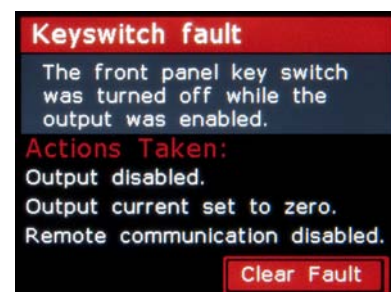 Keyswitch fault
The front panel key switch
was turned off while the
output was enabled.
Actions Taken:
Output disabled.
Output current set to zero.
Remote communication disabled.
Clear Fault